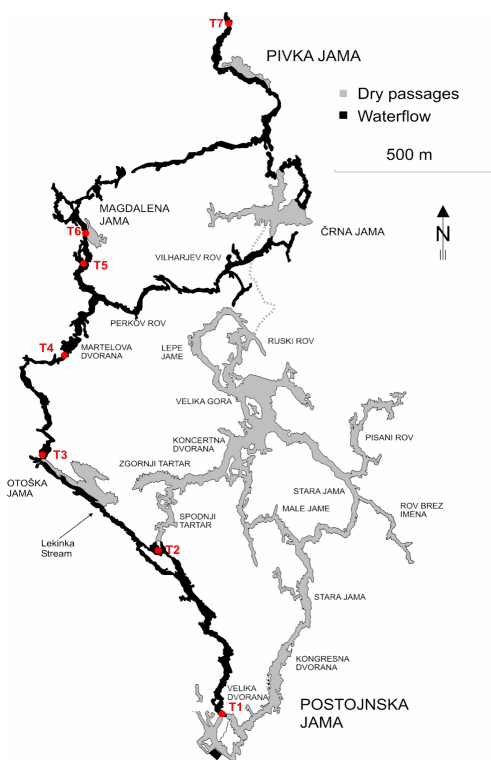 T7
PIVKA JAMA
Dry passages
Waterflow
500 m
MAGDALENA
JAMA
T6
ČRNA JAMA
N
T5
VILHARJEV ROV
PERKOV ROV
T4
MARTELOVA
DVORANA
LEPE
JAME
RUSKI ROV
VELIKA GORA
KONCERTNA
DVORANA
PISANI ROV
T3
ZGORNJI TARTAR
OTOŠKA
JAMA
STARA JAMA
MALE JAME
ROV BREZ
IMENA
SPODNJI
TARTAR
Lekinka
Stream
T2
STARA JAMA
KONGRESNA
DVORANA
VELIKA
DVORANA
T1
POSTOJNSKA
JAMA